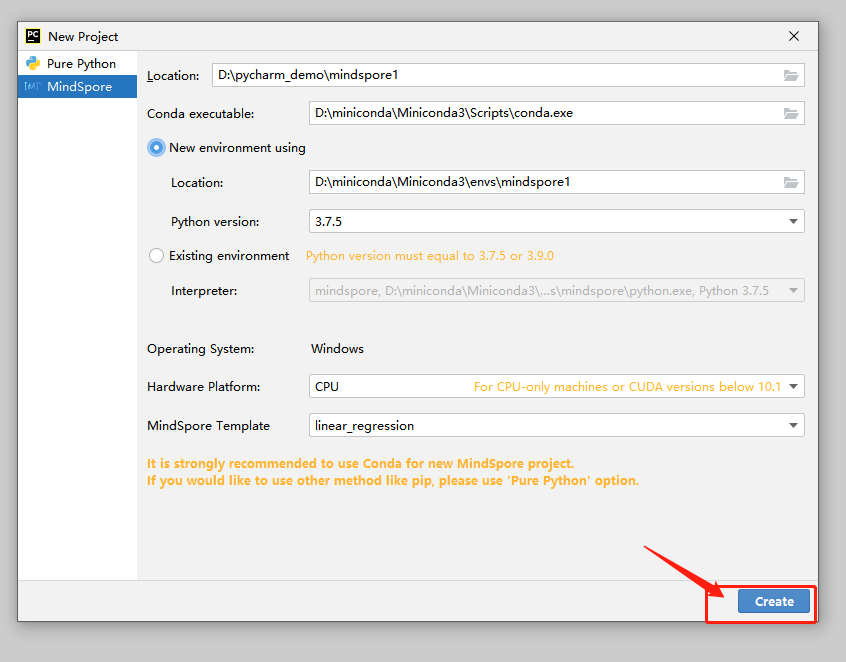 PC New Project
Pure Python
[M] MindSpore
Location: D:\pycharm_demo\mindspore1
Conda executable: D:\miniconda\Miniconda3\Scripts\conda.exe
New environment using
Location: D:\miniconda\Miniconda3\envs\mindspore1
Python version: 3.7.5
Existing environment Python version must equal to 3.7.5 or 3.9.0
Interpreter: mindspore, D:\miniconda\Miniconda3\...s\mindspore\python.exe, Python 3.7.5
Operating System: Windows
Hardware Platform: CPU For CPU-only machines or CUDA versions below 10.1
MindSpore Template linear_regression
It is strongly recommended to use Conda for new MindSpore project.
If you would like to use other method like pip, please use 'Pure Python' option.
Create